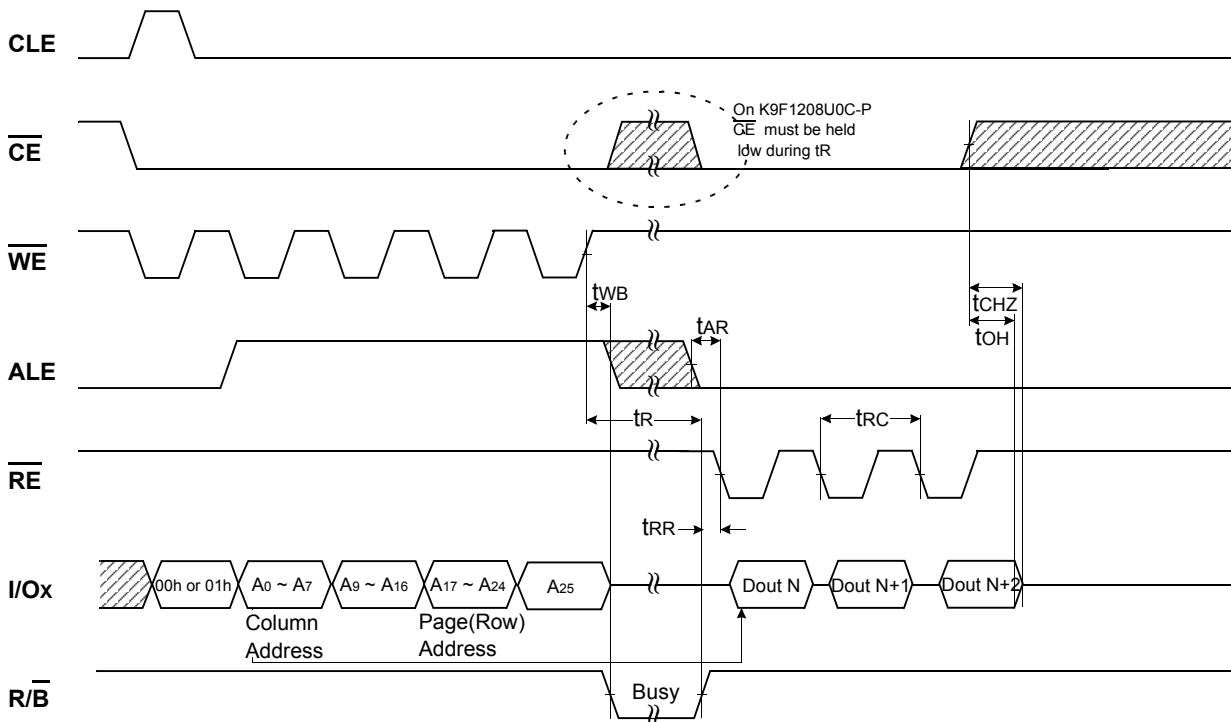 CLE
On K9F1208U0C-P
CE must be held
low during tR
CE
WE
tWB
tCHZ
tAR
tOH
ALE
tR
tRC
RE
tRR
I/Ox
00h or 01h
A0 ~ A7
A9 ~ A16
A17 ~ A24
A25
Dout N
Dout N+1
Dout N+2
Column
Address
Page(Row)
Address
R/B
Busy